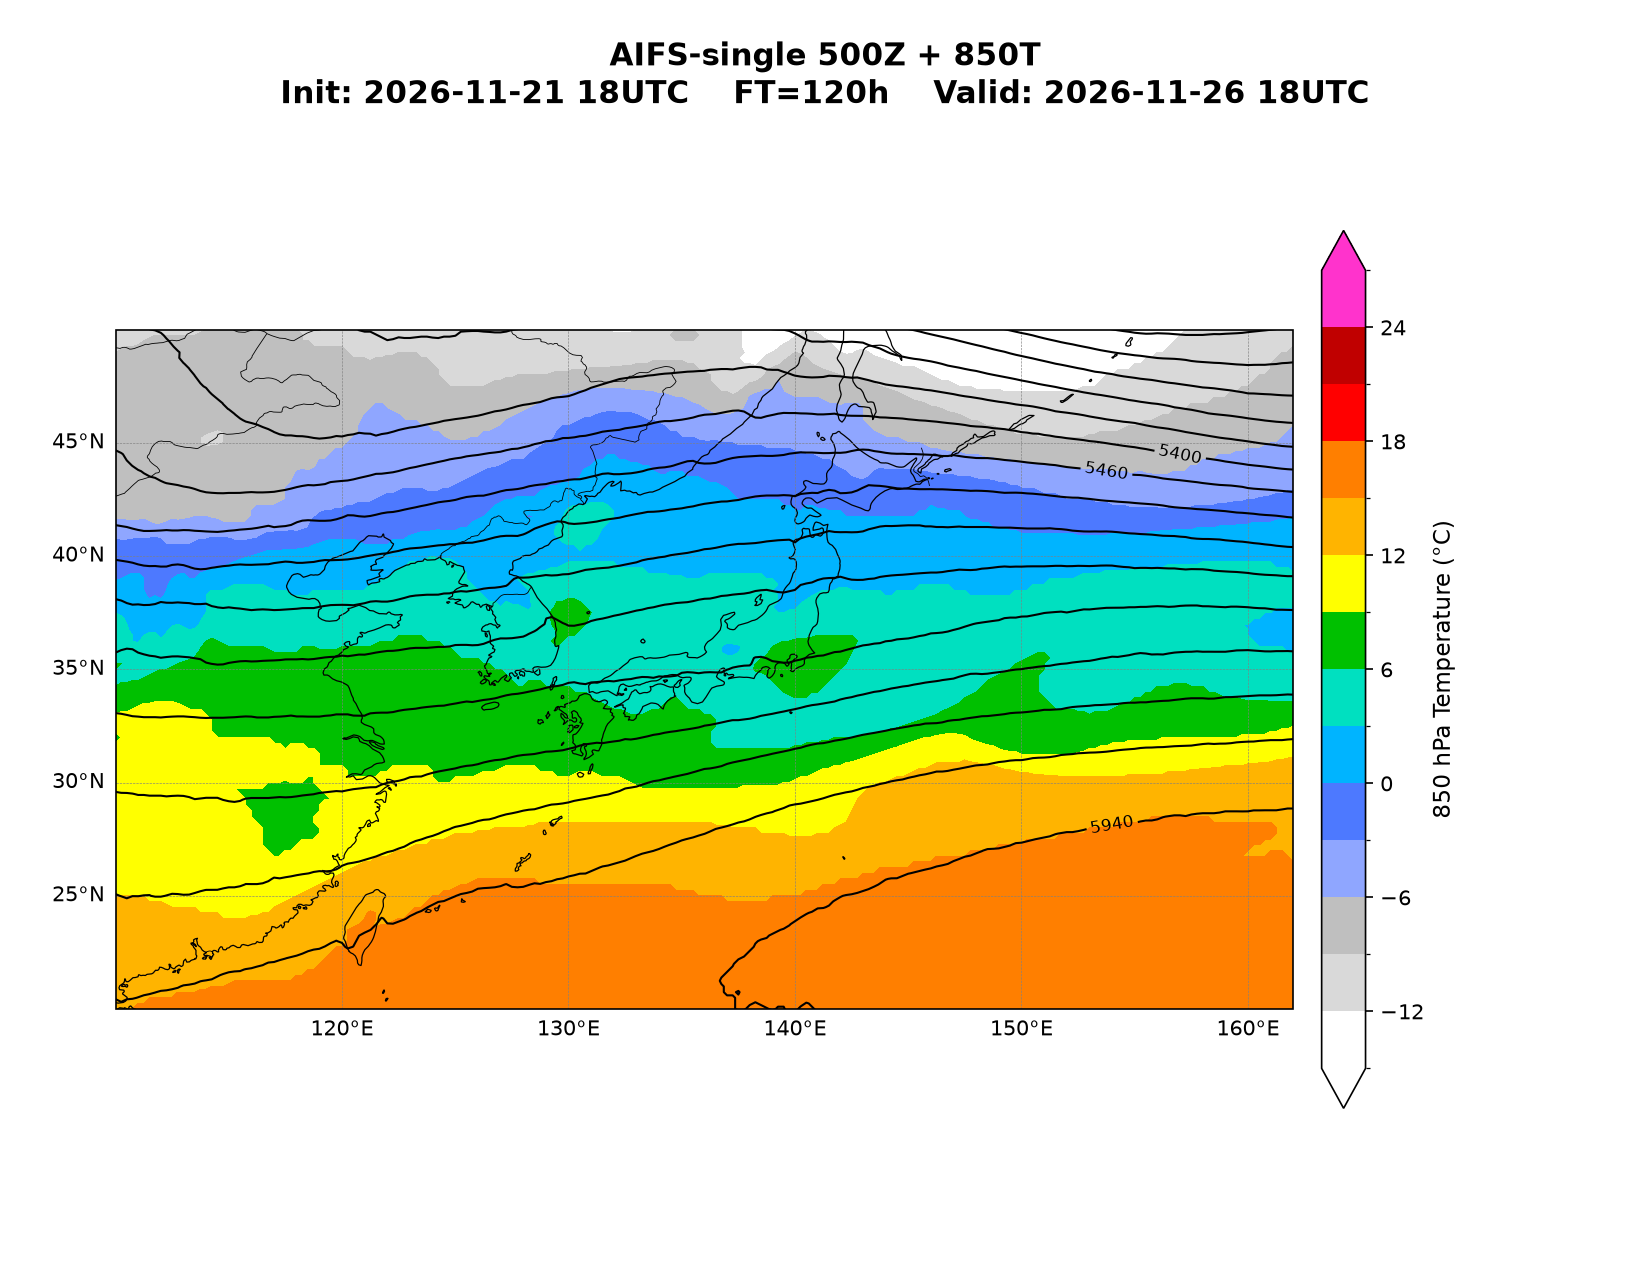 AIFS-single 500Z + 850T
Init: 2026-11-21 18UTC    FT=120h    Valid: 2026-11-26 18UTC
24
18
12
6
0
−6
−12
850 hPa Temperature (°C)
45°N
40°N
35°N
30°N
25°N
5400
5460
5940
120°E
130°E
140°E
150°E
160°E